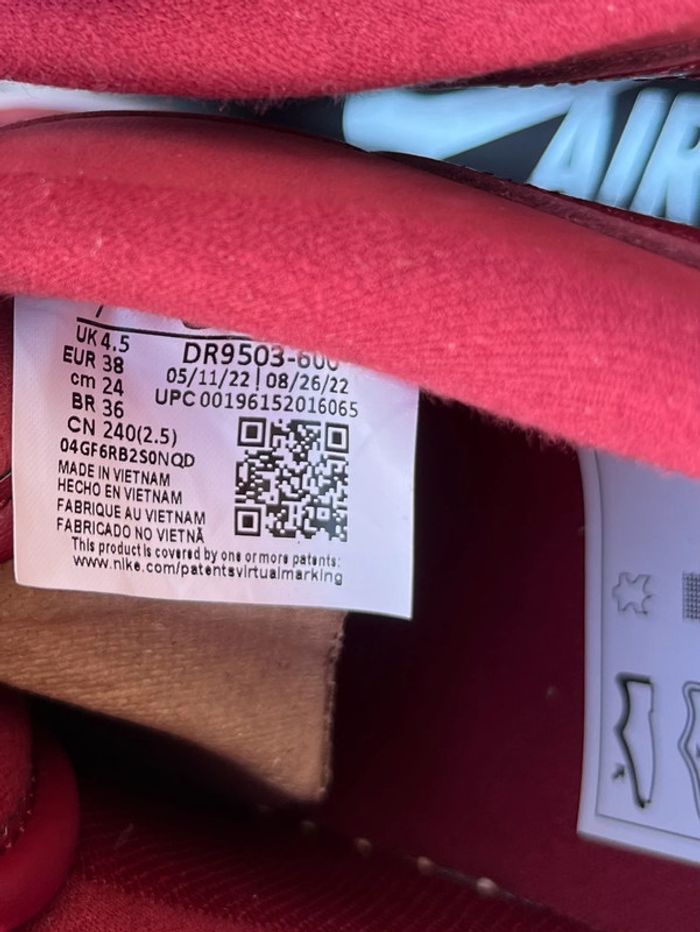 AIR
UK 4.5
EUR 38
cm 24
BR 36
CN 240(2.5)
04GF6RB2S0NQD
DR9503-600
05/11/22 | 08/26/22
UPC 00196152016065
MADE IN VIETNAM
HECHO EN VIETNAM
FABRIQUE AU VIETNAM
FABRICADO NO VIETNÃ
This product is covered by one or more patents:
www.nike.com/patentsvirtualmarking